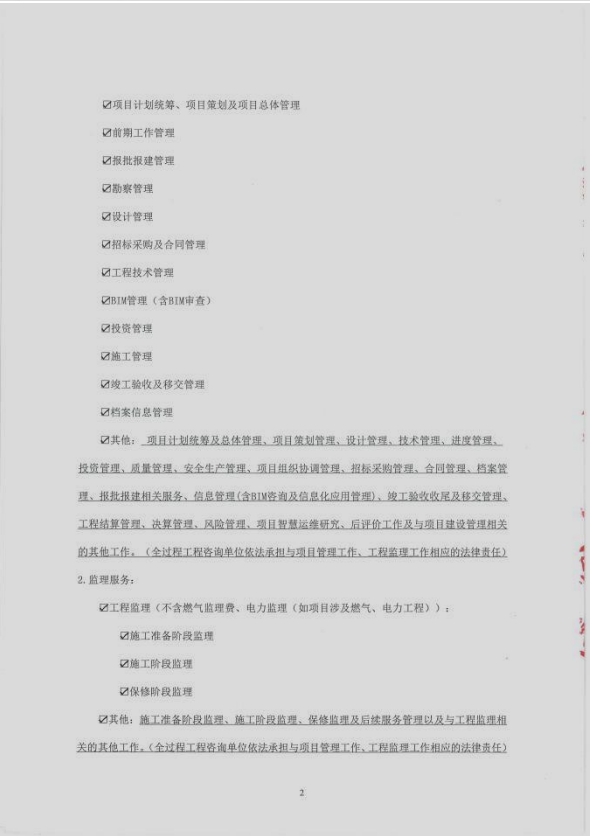 ☑项目计划统筹、项目策划及项目总体管理
☑前期工作管理
☑报批报建管理
☑勘察管理
☑设计管理
☑招标采购及合同管理
☑工程技术管理
☑BIM管理（含BIM审查）
☑投资管理
☑施工管理
☑竣工验收及移交管理
☑档案信息管理
☑其他： 项目计划统筹及总体管理、项目策划管理、设计管理、技术管理、进度管理、
投资管理、质量管理、安全生产管理、项目组织协调管理、招标采购管理、合同管理、档案管
理、报批报建相关服务、信息管理(含BIM咨询及信息化应用管理)、竣工验收收尾及移交管理、
工程结算管理、决算管理、风险管理、项目智慧运维研究、后评价工作及与项目建设管理相关
的其他工作。（全过程工程咨询单位依法承担与项目管理工作、工程监理工作相应的法律责任）
2.监理服务：
☑工程监理（不含燃气监理费、电力监理（如项目涉及燃气、电力工程））：
☑施工准备阶段监理
☑施工阶段监理
☑保修阶段监理
☑其他：施工准备阶段监理、施工阶段监理、保修监理及后续服务管理以及与工程监理相
关的其他工作。（全过程工程咨询单位依法承担与项目管理工作、工程监理工作相应的法律责任）
2